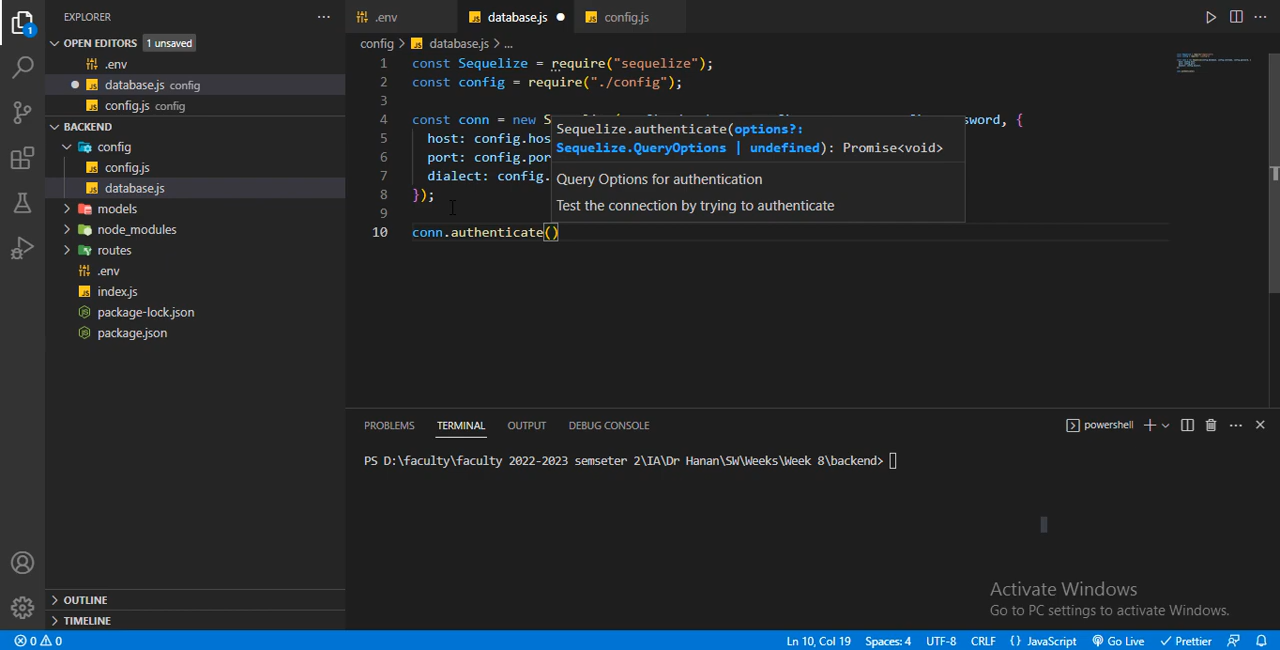 EXPLORER
OPEN EDITORS 1 unsaved
.env
database.js config
config.js config
BACKEND
config
config.js
database.js
models
node_modules
routes
.env
index.js
package-lock.json
package.json
OUTLINE
TIMELINE
.env database.js config.js
config > database.js > ...
1 const Sequelize = require("sequelize");
2 const config = require("./config");
3
4 const conn = new S sword, {
5 host: config.hos
6 port: config.por
7 dialect: config.
8 });
9
10 conn.authenticate()
Sequelize.authenticate(options?:
Sequelize.QueryOptions | undefined): Promise<void>
Query Options for authentication
Test the connection by trying to authenticate
PROBLEMS TERMINAL OUTPUT DEBUG CONSOLE powershell
PS D:\faculty\faculty 2022-2023 semseter 2\IA\Dr Hanan\SW\Weeks\Week 8\backend>
Activate Windows
Go to PC settings to activate Windows.
1
0 0 Ln 10, Col 19 Spaces: 4 UTF-8 CRLF {} JavaScript Go Live Prettier